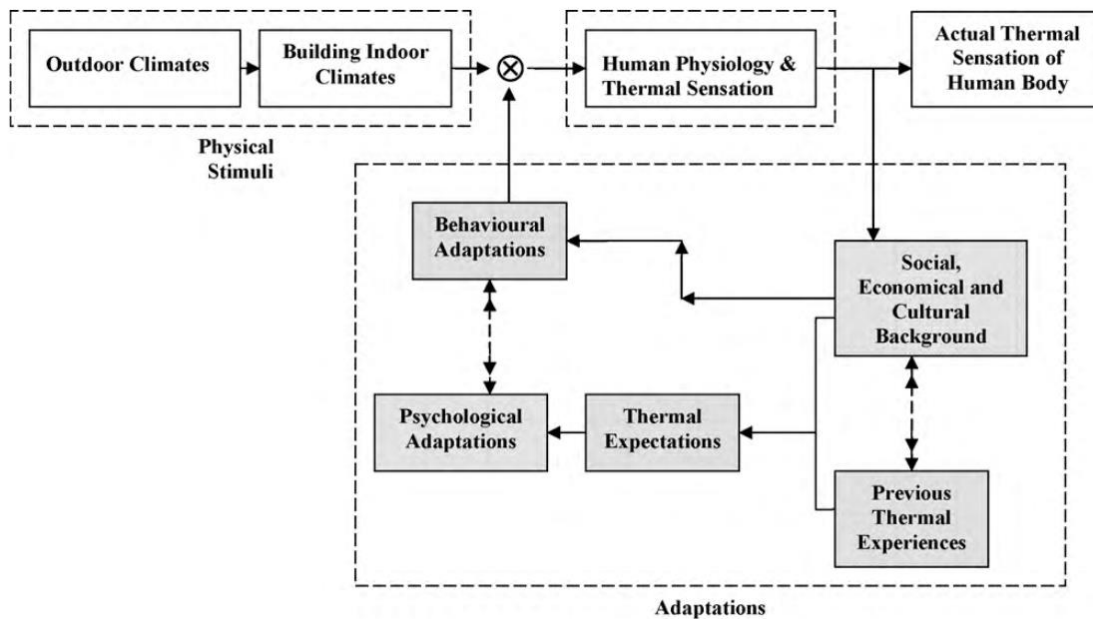 Outdoor Climates
Building Indoor
Climates
Human Physiology &
Thermal Sensation
Actual Thermal
Sensation of
Human Body
Physical
Stimuli
Behavioural
Adaptations
Social,
Economical and
Cultural
Background
Psychological
Adaptations
Thermal
Expectations
Previous
Thermal
Experiences
Adaptations